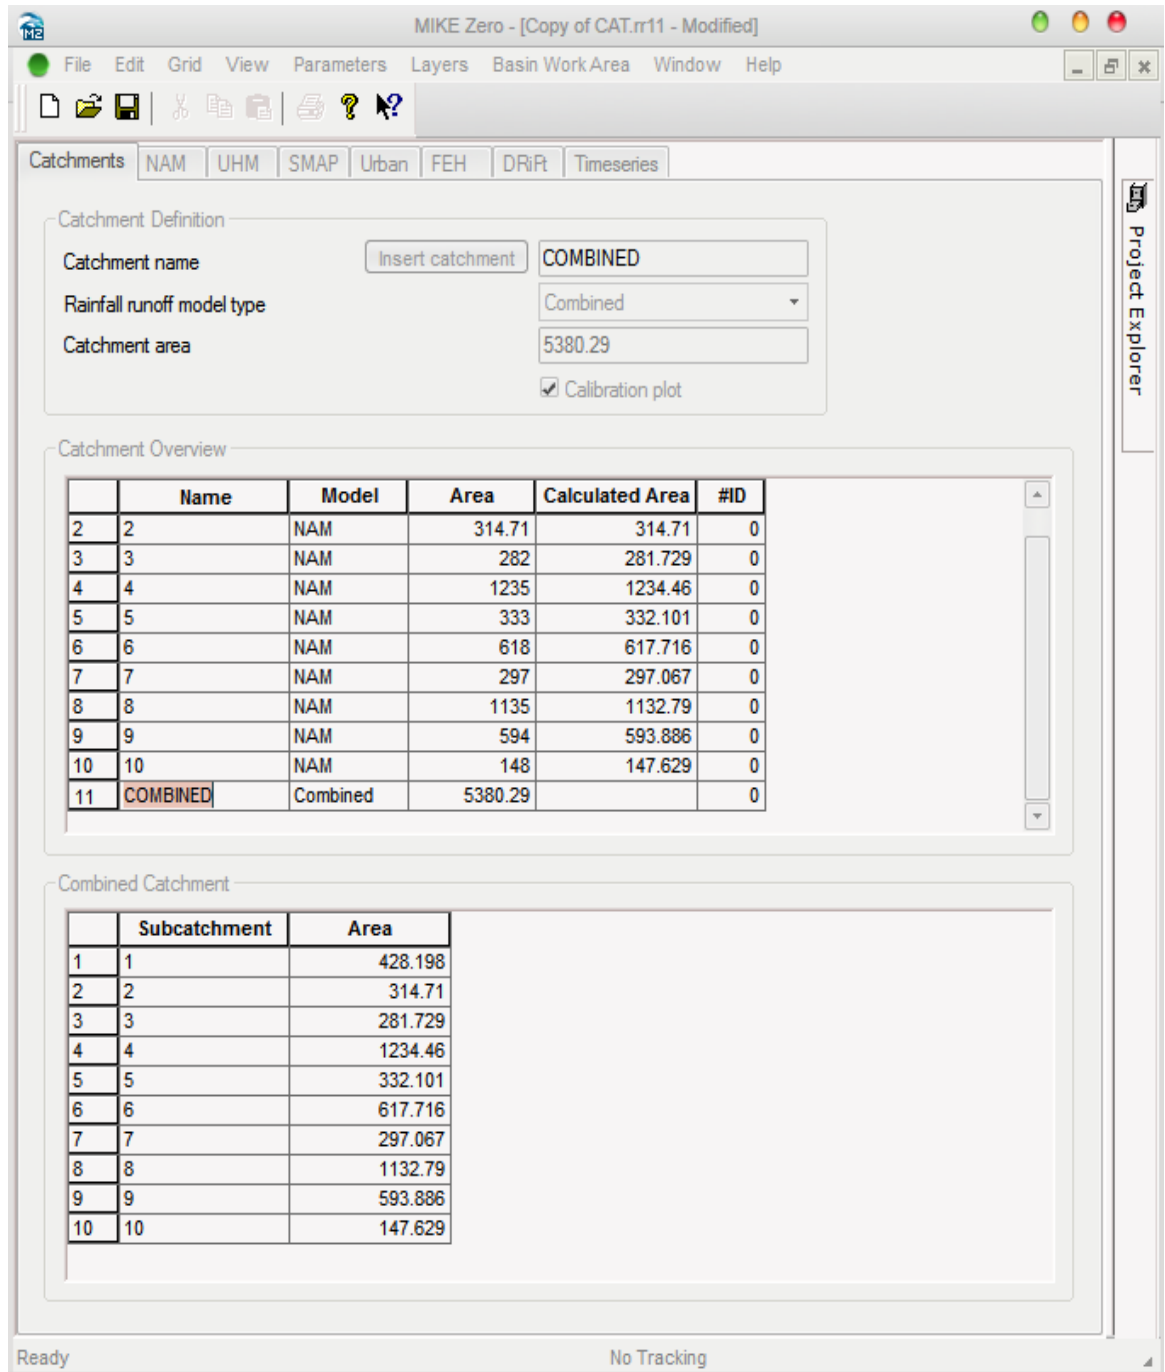 MIKE Zero - [Copy of CAT.rr11 - Modified]
File Edit Grid View Parameters Layers Basin Work Area Window Help
Catchments NAM UHM SMAP Urban FEH DRiFt Timeseries
Project Explorer
Catchment Definition
Catchment name Insert catchment COMBINED
Rainfall runoff model type Combined
Catchment area 5380.29
Calibration plot
Catchment Overview
Name Model Area Calculated Area #ID
2 2 NAM 314.71 314.71 0
3 3 NAM 282 281.729 0
4 4 NAM 1235 1234.46 0
5 5 NAM 333 332.101 0
6 6 NAM 618 617.716 0
7 7 NAM 297 297.067 0
8 8 NAM 1135 1132.79 0
9 9 NAM 594 593.886 0
10 10 NAM 148 147.629 0
11 COMBINED Combined 5380.29 0
Combined Catchment
Subcatchment Area
1 1 428.198
2 2 314.71
3 3 281.729
4 4 1234.46
5 5 332.101
6 6 617.716
7 7 297.067
8 8 1132.79
9 9 593.886
10 10 147.629
Ready No Tracking